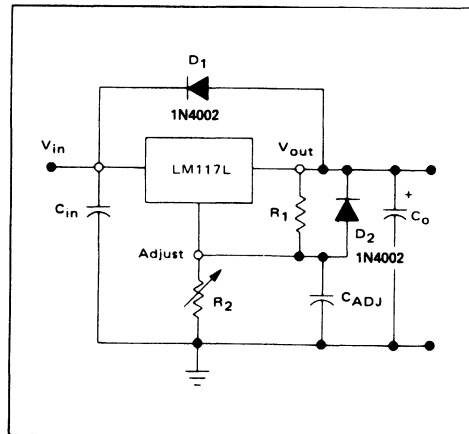 D1
1N4002
Vin
Vout
LM117L
Cin
R1
D2
+
Co
1N4002
Adjust
R2
CADJ